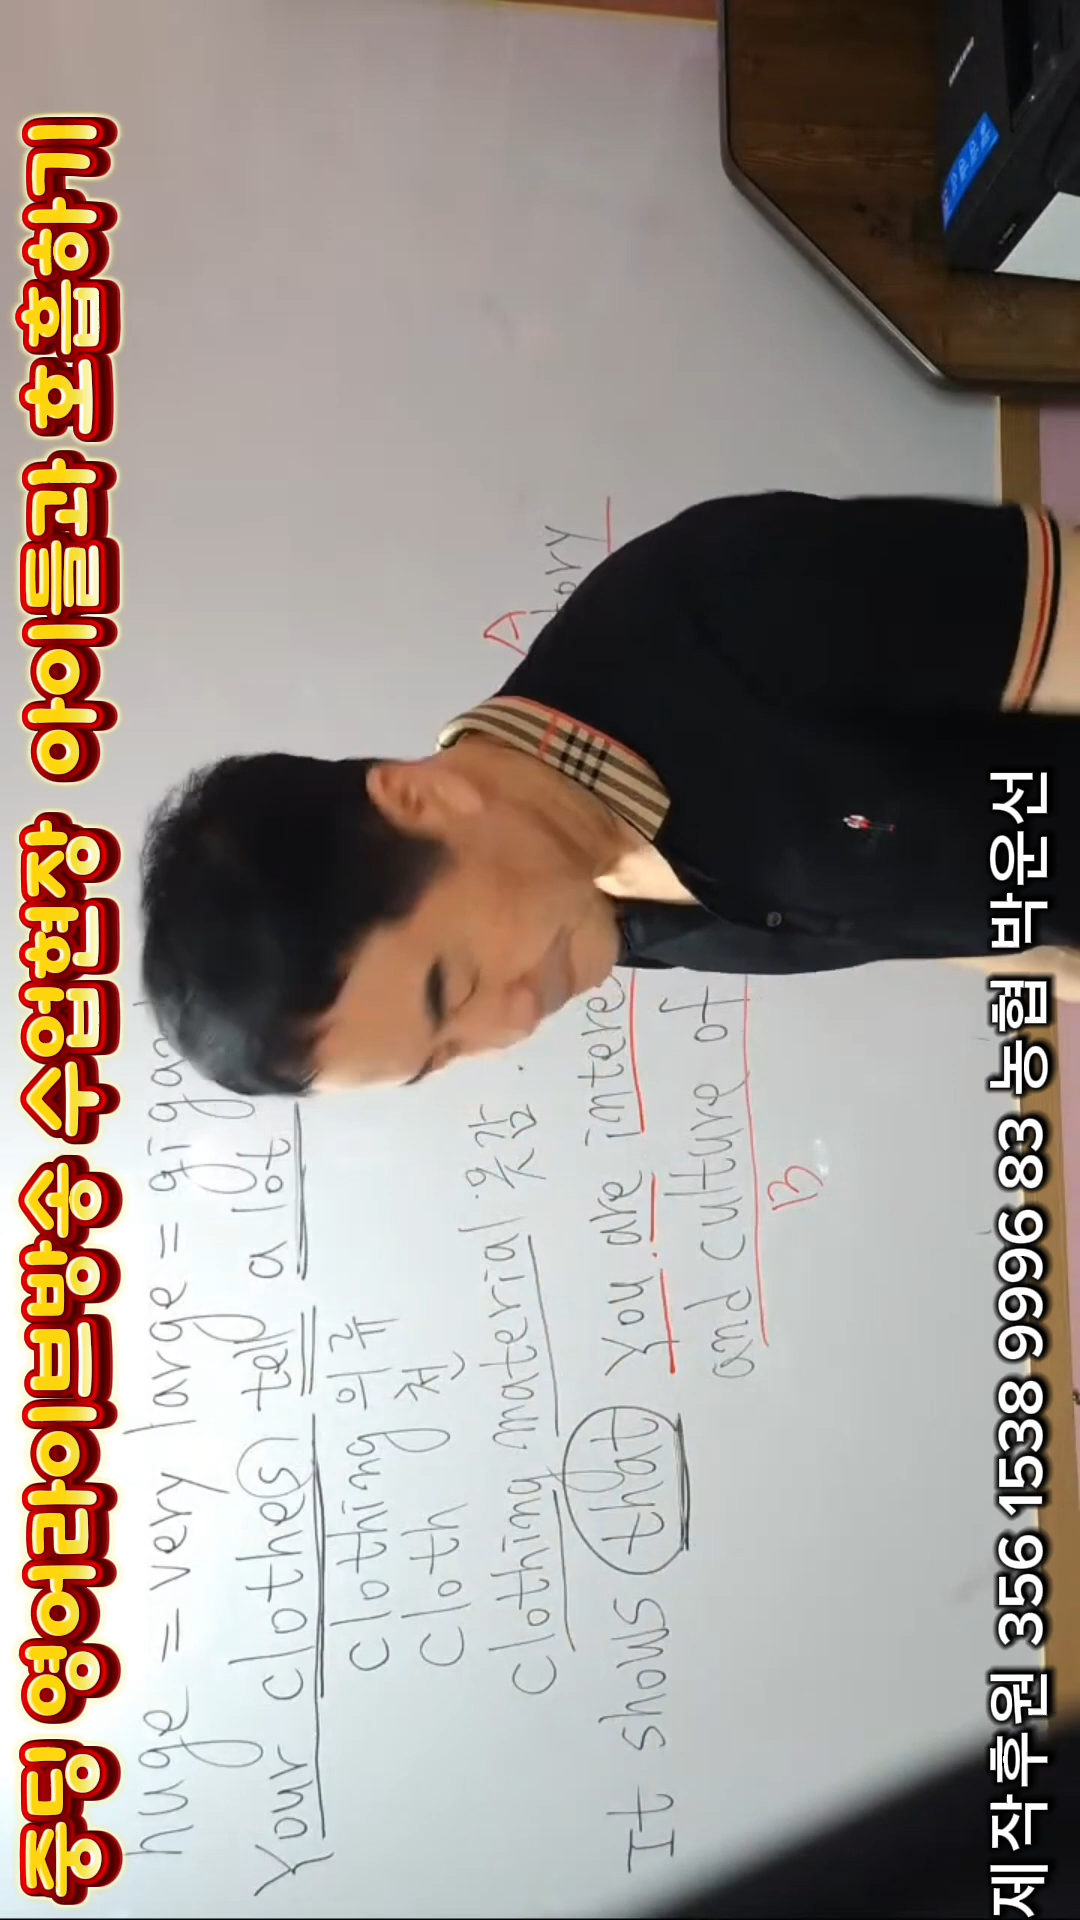 중딩 영어라이브방송 수업현장 아이들과 호흡하기
huge = very large =
Your clothes tell a lot
clothing 의류
cloth 천
clothing material 옷감.
It shows that you are
and culture of
A
B
SAMSUNG
제작후원 356 1538 9996 83 농협 박운선